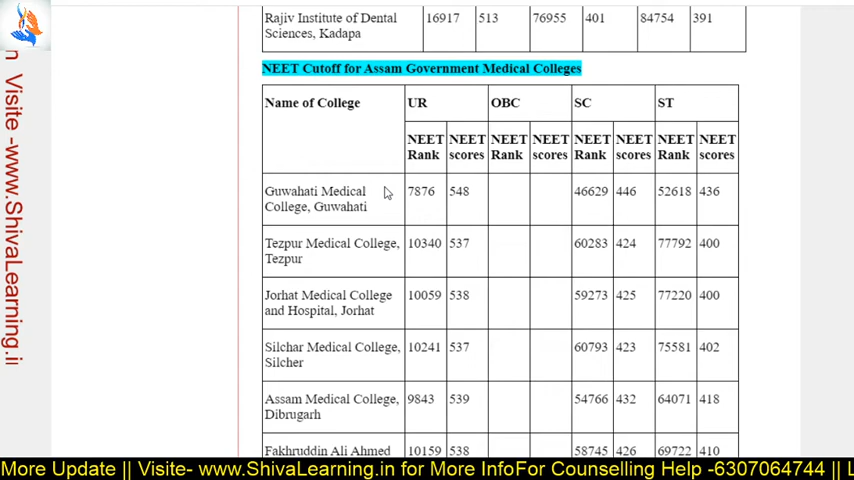 Rajiv Institute of Dental 16917 513 76955 401 84754 391
Sciences, Kadapa
NEET Cutoff for Assam Government Medical Colleges
Name of College UR OBC SC ST
NEET NEET NEET NEET NEET NEET NEET NEET
Rank scores Rank scores Rank scores Rank scores
Guwahati Medical 7876 548 46629 446 52618 436
College, Guwahati
Tezpur Medical College, 10340 537 60283 424 77792 400
Tezpur
Jorhat Medical College 10059 538 59273 425 77220 400
and Hospital, Jorhat
Silchar Medical College, 10241 537 60793 423 75581 402
Silcher
Assam Medical College, 9843 539 54766 432 64071 418
Dibrugarh
Fakhruddin Ali Ahmed 10159 538 58745 426 69722 410
n Visite -www.ShivaLearning.ii
More Update || Visite- www.ShivaLearning.in for More InfoFor Counselling Help -6307064744 || L